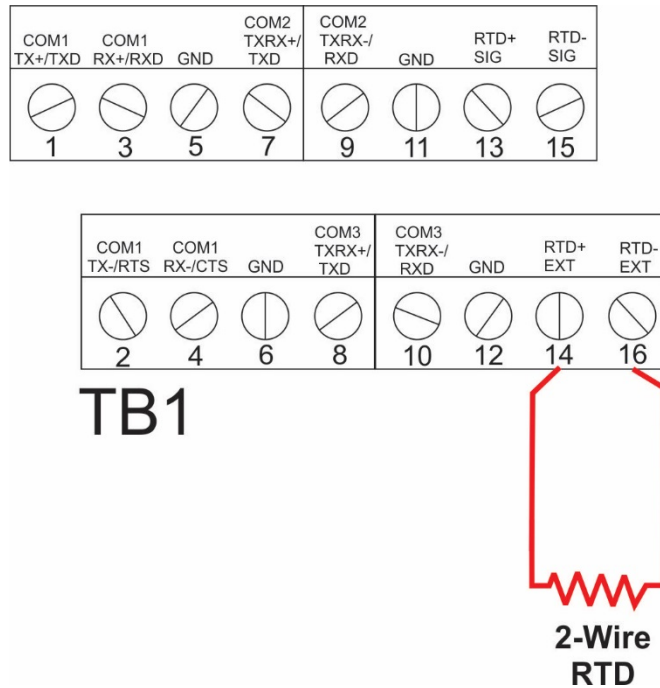 COM1 TX+/TXD
COM1 RX+/RXD
GND
COM2 TXRX+/ TXD
COM2 TXRX-/ RXD
GND
RTD+ SIG
RTD- SIG
1 3 5 7 9 11 13 15
COM1 TX-/RTS
COM1 RX-/CTS
GND
COM3 TXRX+/ TXD
COM3 TXRX-/ RXD
GND
RTD+ EXT
RTD- EXT
2 4 6 8 10 12 14 16
TB1
2-Wire
RTD